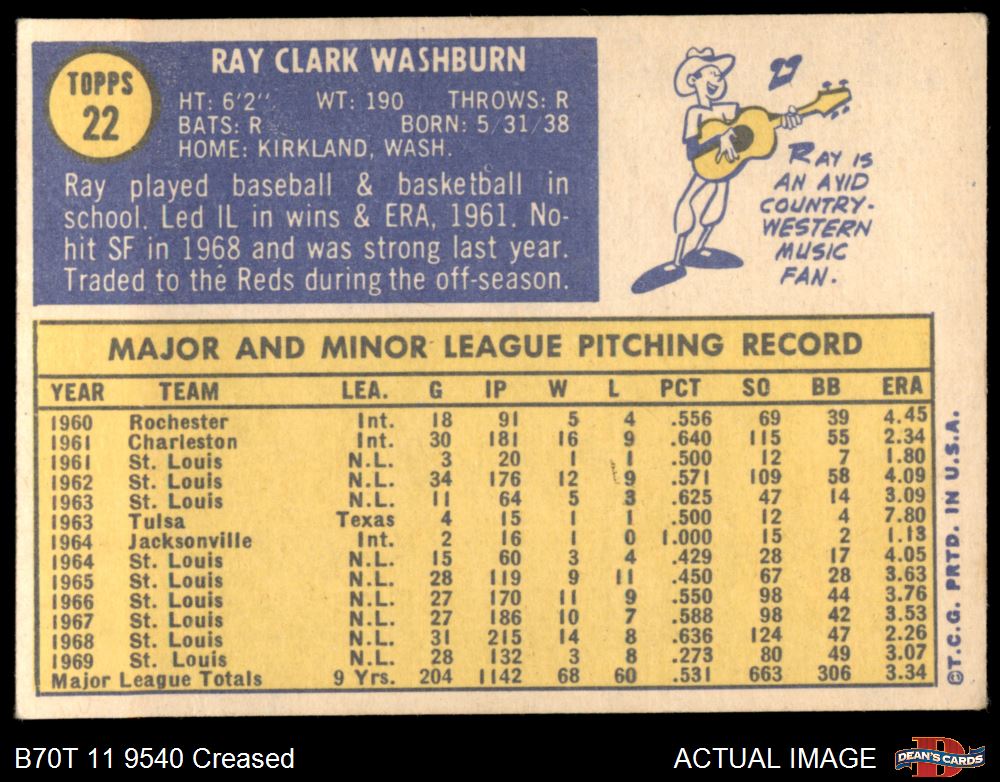 TOPPS
22
RAY CLARK WASHBURN
HT: 6'2" WT: 190 THROWS: R
BATS: R BORN: 5/31/38
HOME: KIRKLAND, WASH.
Ray played baseball & basketball in
school. Led IL in wins & ERA, 1961. No-
hit SF in 1968 and was strong last year.
Traded to the Reds during the off-season.
RAY IS
AN AVID
COUNTRY-
WESTERN
MUSIC
FAN.
MAJOR AND MINOR LEAGUE PITCHING RECORD
YEAR TEAM LEA. G IP W L PCT SO BB ERA
1960 Rochester Int. 18 91 5 4 .556 69 39 4.45
1961 Charleston Int. 30 181 16 9 .640 115 55 2.34
1961 St. Louis N.L. 3 20 1 1 .500 12 7 1.80
1962 St. Louis N.L. 34 176 12 9 .571 109 58 4.09
1963 St. Louis N.L. 11 64 5 3 .625 47 14 3.09
1963 Tulsa Texas 4 15 1 1 .500 12 4 7.80
1964 Jacksonville Int. 2 16 1 0 1.000 15 2 1.13
1964 St. Louis N.L. 15 60 3 4 .429 28 17 4.05
1965 St. Louis N.L. 28 119 9 11 .450 67 28 3.63
1966 St. Louis N.L. 27 170 11 9 .550 98 44 3.76
1967 St. Louis N.L. 27 186 10 7 .588 98 42 3.53
1968 St. Louis N.L. 31 215 14 8 .636 124 47 2.26
1969 St. Louis N.L. 28 132 3 8 .273 80 49 3.07
Major League Totals 9 Yrs. 204 1142 68 60 .531 663 306 3.34
©T.C.G. PRTD. IN U.S.A.
B70T 11 9540 Creased
ACTUAL IMAGE
DEAN'S CARDS